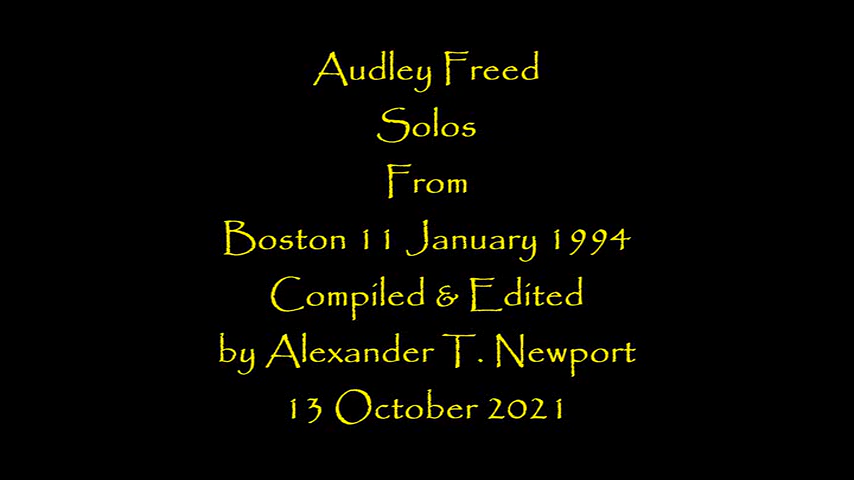 Audley Freed
Solos
From
Boston 11 January 1994
Compiled & Edited
by Alexander T. Newport
13 October 2021